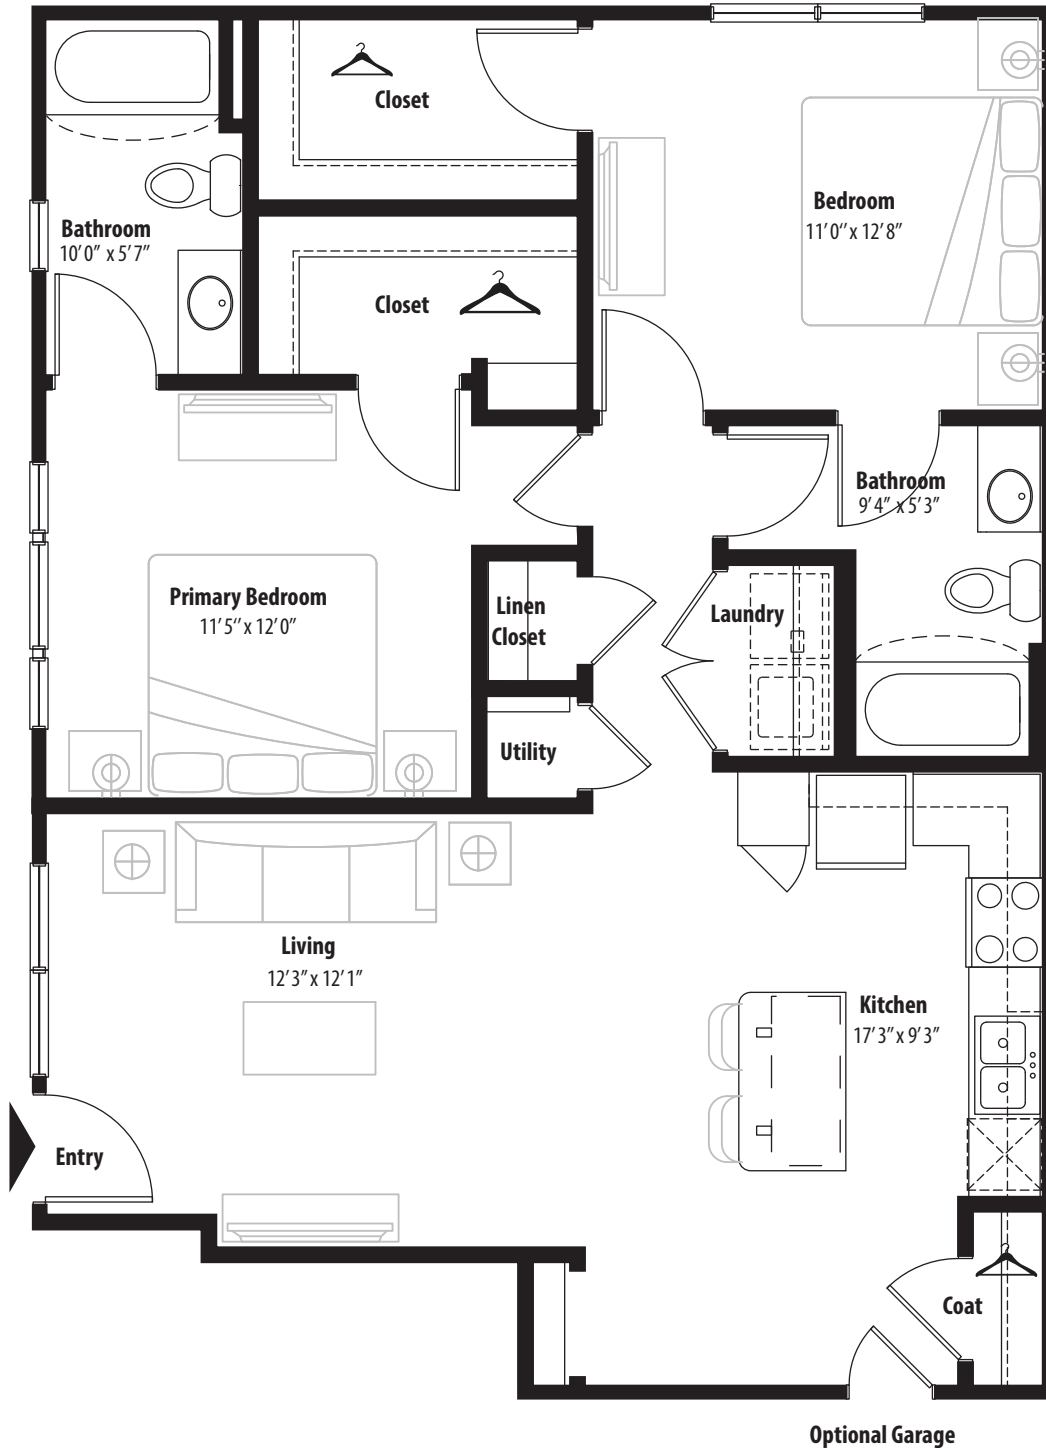 Closet
Bathroom
10'0" x 5'7"
Bedroom
11'0" x 12'8"
Closet
Bathroom
9'4" x 5'3"
Primary Bedroom
11'5" x 12'0"
Linen
Closet
Laundry
Utility
Living
12'3" x 12'1"
Kitchen
17'3" x 9'3"
Entry
Coat
Optional Garage